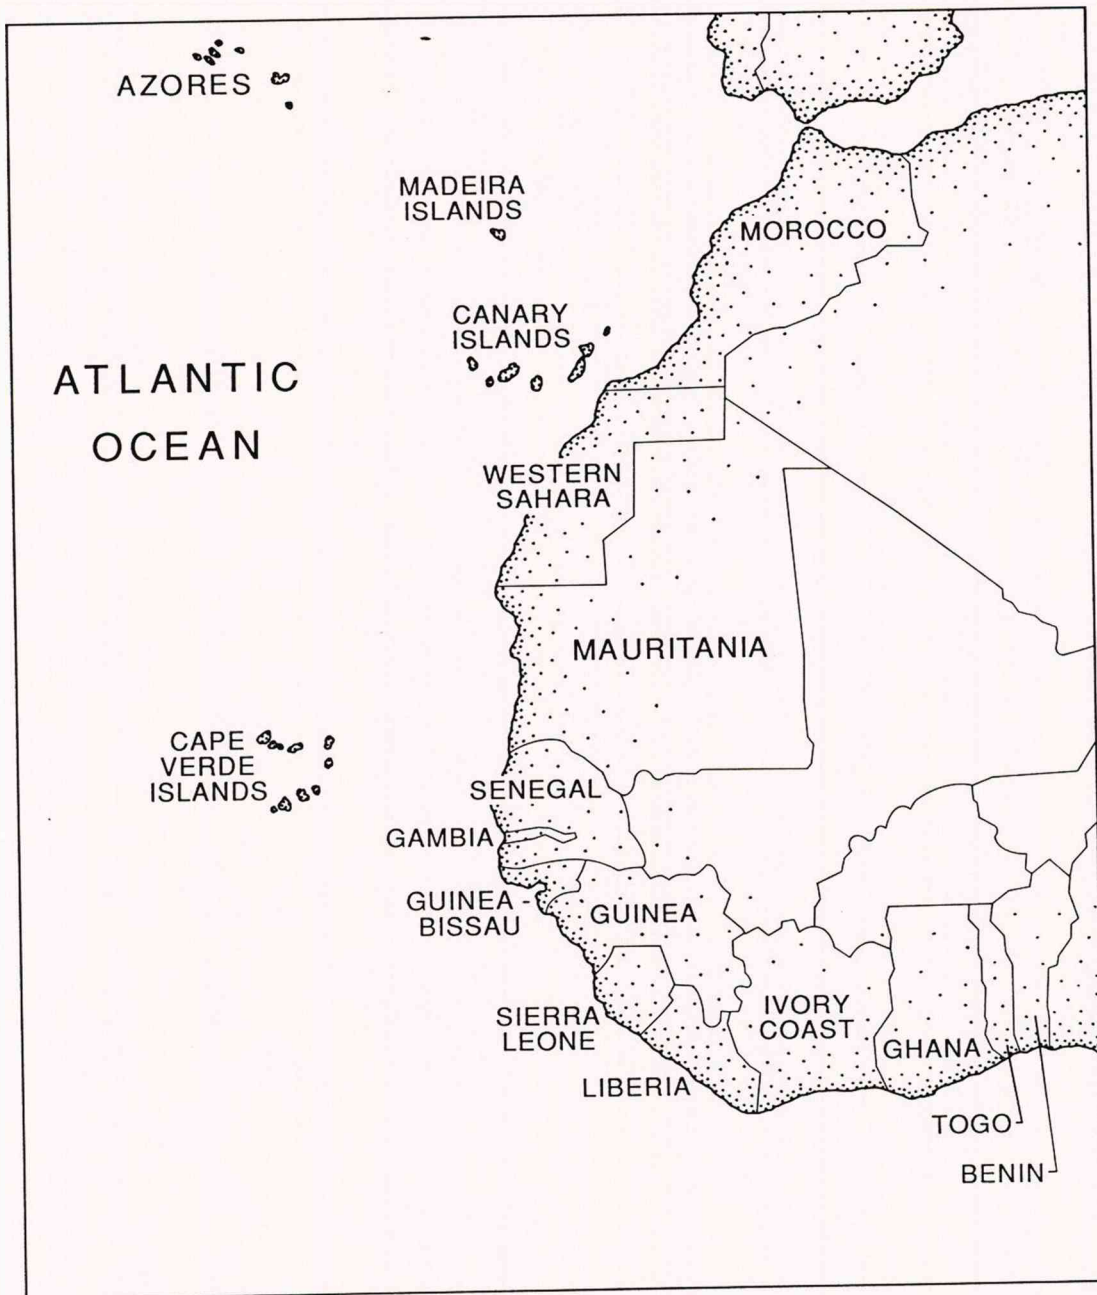 AZORES
MADEIRA
ISLANDS
MOROCCO
CANARY
ISLANDS
ATLANTIC
OCEAN
WESTERN
SAHARA
MAURITANIA
CAPE
VERDE
ISLANDS
SENEGAL
GAMBIA
GUINEA -
BISSAU
GUINEA
SIERRA
LEONE
IVORY
COAST
GHANA
LIBERIA
TOGO
BENIN